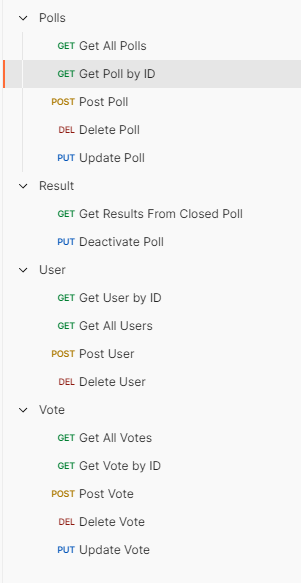 Polls
GET Get All Polls
GET Get Poll by ID
POST Post Poll
DEL Delete Poll
PUT Update Poll
Result
GET Get Results From Closed Poll
PUT Deactivate Poll
User
GET Get User by ID
GET Get All Users
POST Post User
DEL Delete User
Vote
GET Get All Votes
GET Get Vote by ID
POST Post Vote
DEL Delete Vote
PUT Update Vote